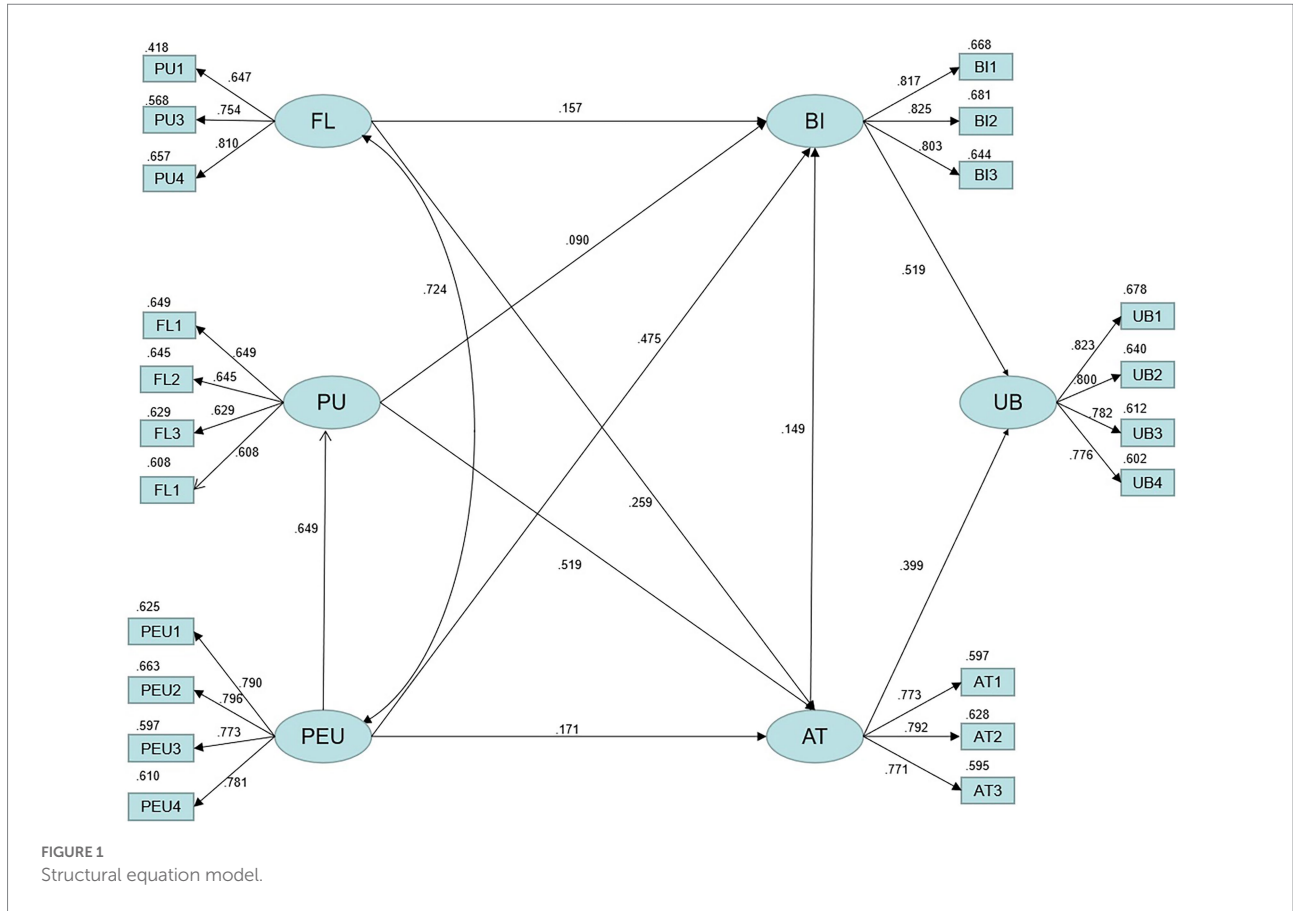 .418
PU1
.647
.568
PU3
.754
.810
.657
PU4
FL
.157
BI
.668
BI1
.817
.681
BI2
.825
.803
.644
BI3
.090
.724
.475
.519
.649
FL1
.649
.645
FL2
.645
.629
FL3
.629
.608
.608
FL1
PU
.149
.259
.519
.649
UB
.678
UB1
.823
.640
UB2
.800
.782
.612
UB3
.776
.602
UB4
.399
.625
PEU1
.790
.663
PEU2
.796
.597
PEU3
.773
.610
.781
PEU4
PEU
.171
AT
.597
AT1
.773
.628
AT2
.792
.595
.771
AT3
FIGURE 1
Structural equation model.